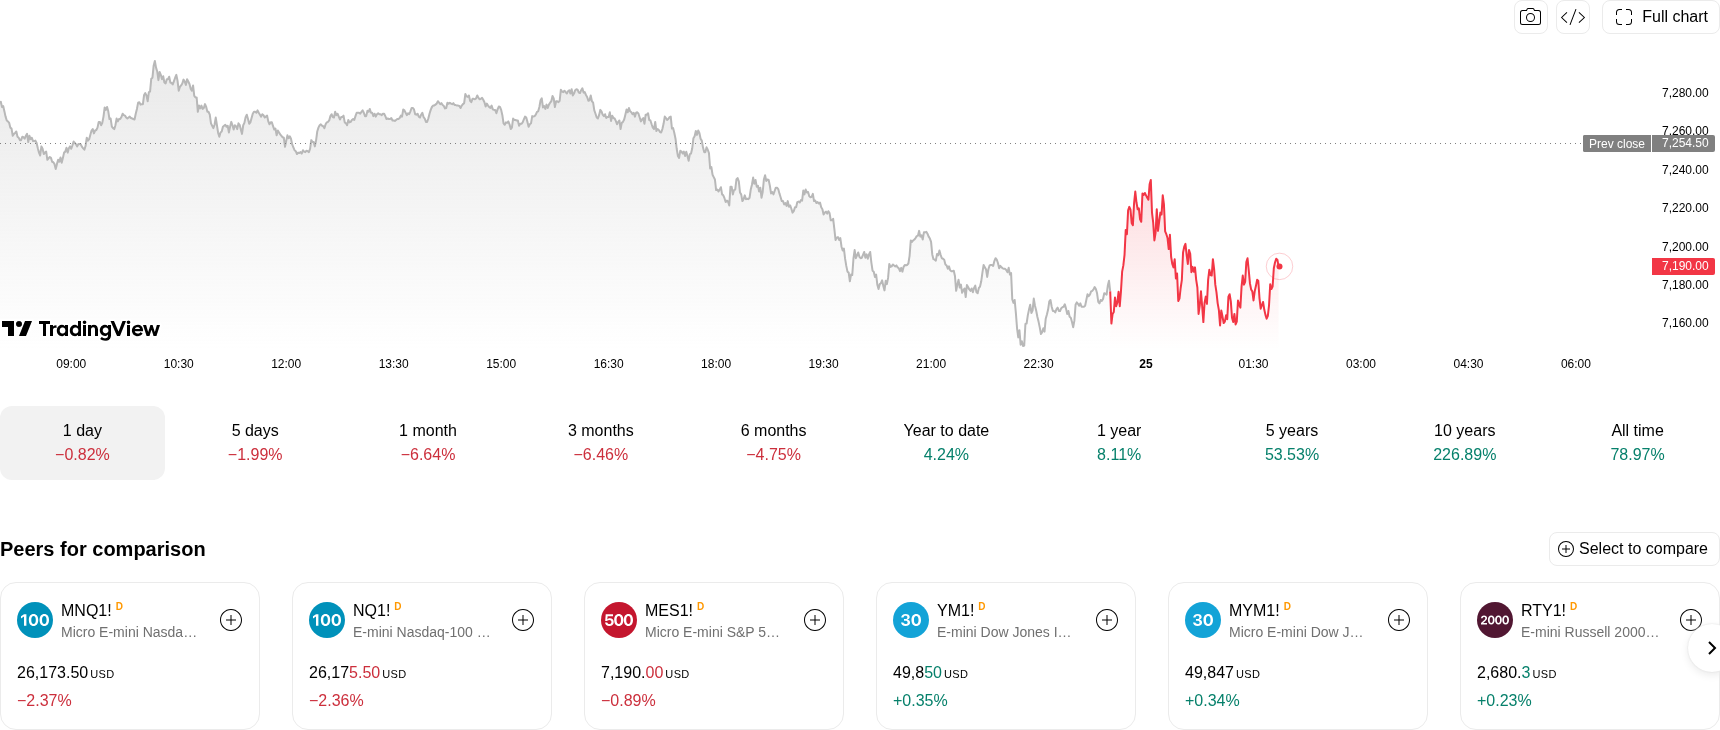 Full chart
7,280.00
7,260.00
Prev close 7,254.50
7,240.00
7,220.00
7,200.00
7,190.00
7,180.00
7,160.00
TradingView
09:00 10:30 12:00 13:30 15:00 16:30 18:00 19:30 21:00 22:30 25 01:30 03:00 04:30 06:00
1 day 5 days 1 month 3 months 6 months Year to date 1 year 5 years 10 years All time
−0.82% −1.99% −6.64% −6.46% −4.75% 4.24% 8.11% 53.53% 226.89% 78.97%
Peers for comparison
Select to compare
100 MNQ1! D
Micro E-mini Nasda…
26,173.50 USD
−2.37%
100 NQ1! D
E-mini Nasdaq-100 …
26,175.50 USD
−2.36%
500 MES1! D
Micro E-mini S&P 5…
7,190.00 USD
−0.89%
30 YM1! D
E-mini Dow Jones I…
49,850 USD
+0.35%
30 MYM1! D
Micro E-mini Dow J…
49,847 USD
+0.34%
2000 RTY1! D
E-mini Russell 2000…
2,680.3 USD
+0.23%